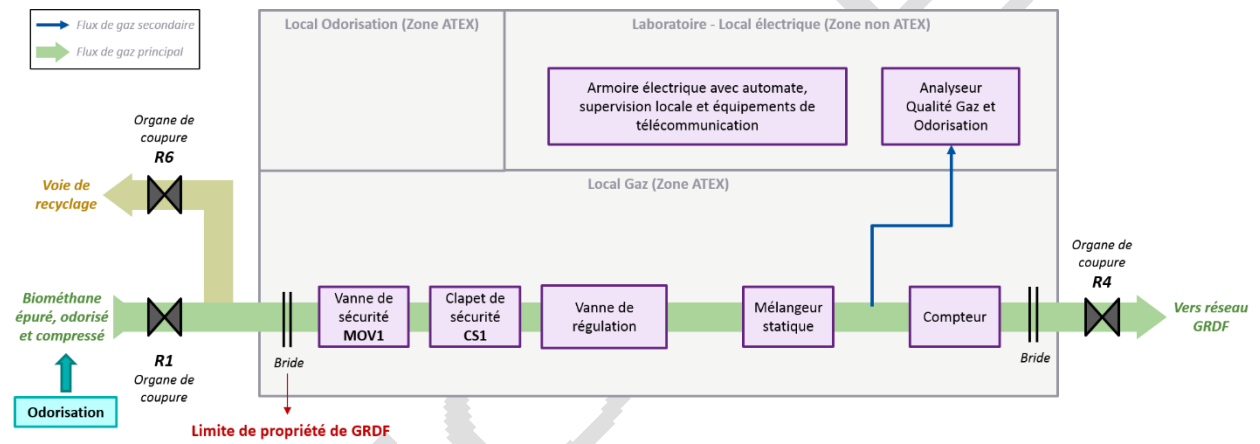 Flux de gaz secondaire
Flux de gaz principal
Local Odorisation (Zone ATEX)
Laboratoire - Local électrique (Zone non ATEX)
Armoire électrique avec automate,
supervision locale et équipements de
télécommunication
Analyseur
Qualité Gaz et
Odorisation
Organe de
coupure
R6
Voie de
recyclage
Local Gaz (Zone ATEX)
Biométhane
épuré, odorisé
et compressé
R1
Organe de
coupure
Odorisation
Bride
Limite de propriété de GRDF
Vanne de
sécurité
MOV1
Clapet de
sécurité
CS1
Vanne de
régulation
Mélangeur
statique
Compteur
Bride
Organe de
coupure
R4
Vers réseau
GRDF